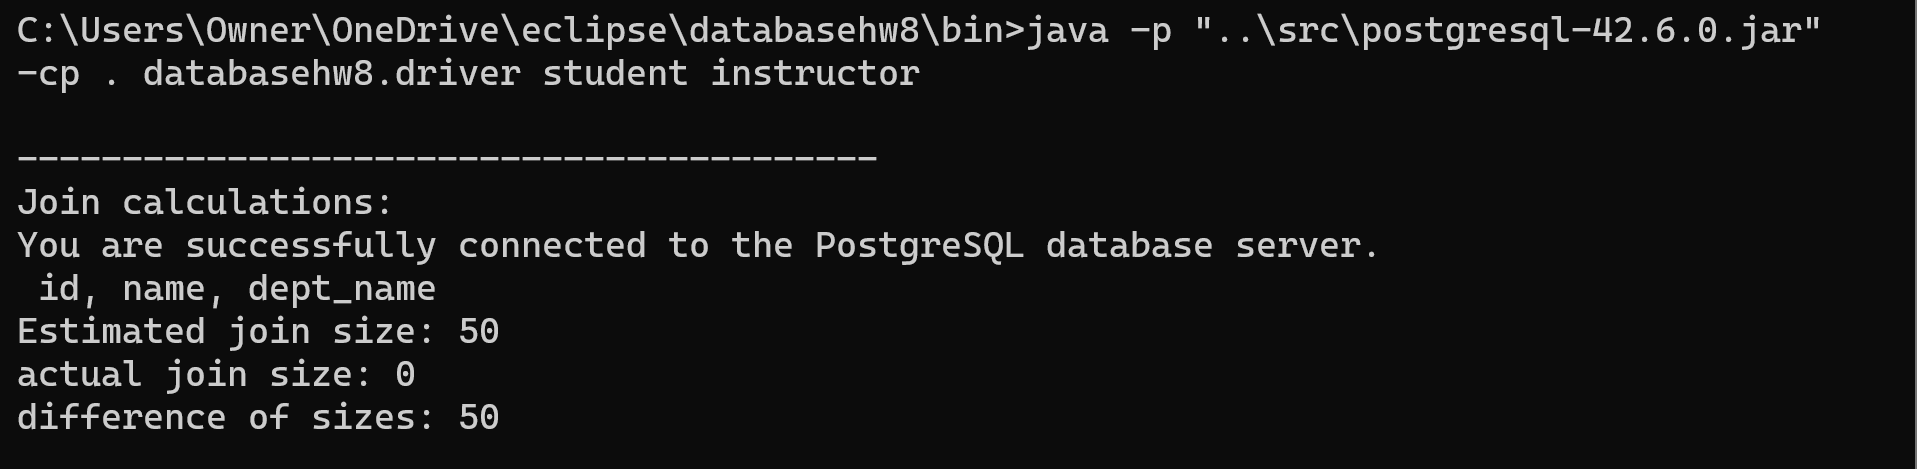 C:\Users\Owner\OneDrive\eclipse\databasehw8\bin>java -p "..\src\postgresql-42.6.0.jar"
-cp . databasehw8.driver student instructor
-----------------------------------------
Join calculations:
You are successfully connected to the PostgreSQL database server.
 id, name, dept_name
Estimated join size: 50
actual join size: 0
difference of sizes: 50